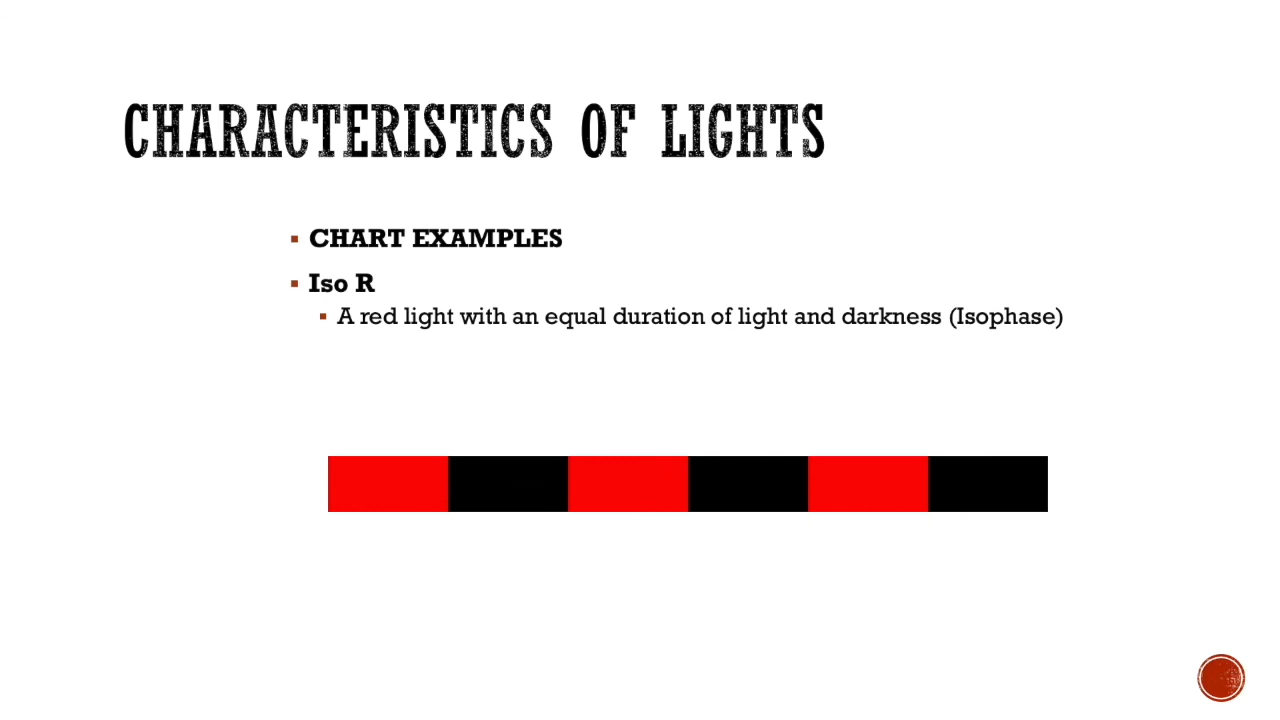 CHARACTERISTICS OF LIGHTS
CHART EXAMPLES
Iso R
A red light with an equal duration of light and darkness (Isophase)